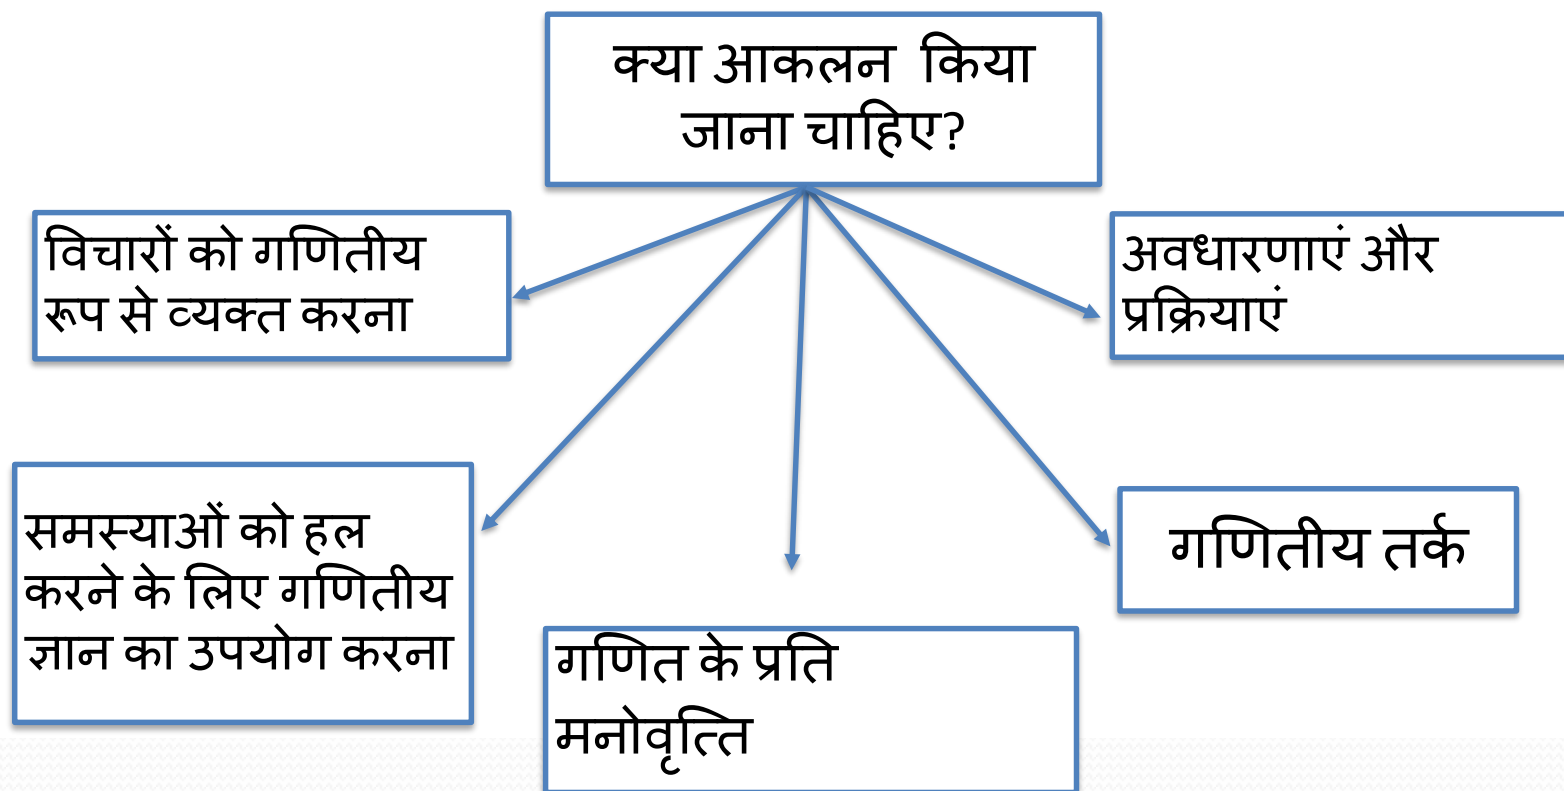 क्या आकलन  किया
जाना चाहिए?
विचारों को गणितीय
रूप से व्यक्त करना
अवधारणाएं और
प्रक्रियाएं
समस्याओं को हल
करने के लिए गणितीय
ज्ञान का उपयोग करना
गणितीय तर्क
गणित के प्रति
मनोवृत्ति